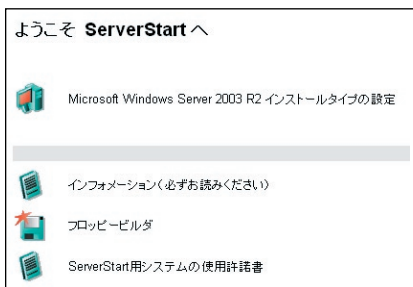 ようこそ ServerStart へ
Microsoft Windows Server 2003 R2 インストールタイプの設定
インフォメーション(必ずお読みください)
フロッピービルダ
ServerStart用システムの使用許諾書